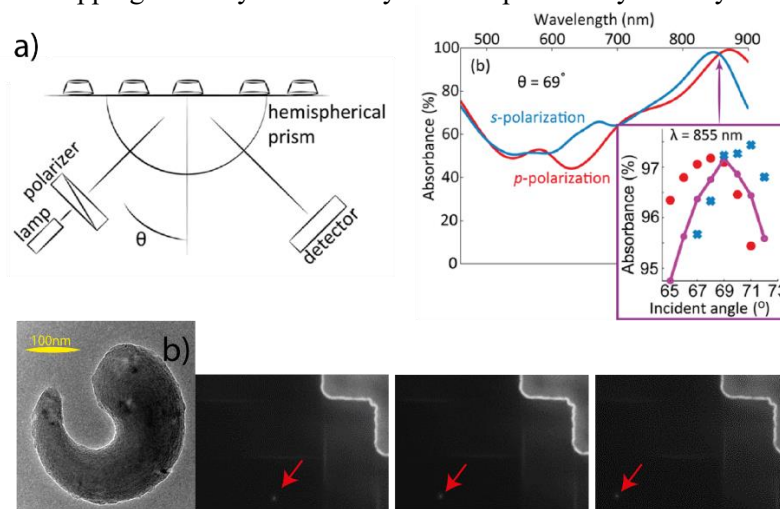 Wavelength (nm)
a)
500 600 700 800 900
100
80
60
40
20
0
Absorbance (%)
(b)
θ = 69°
s-polarization
p-polarization
hemispherical
prism
polarizer
lamp
θ
detector
λ = 855 nm
97
96
95
Absorbance (%)
65 67 69 71 73
Incident angle (°)
100nm
b)